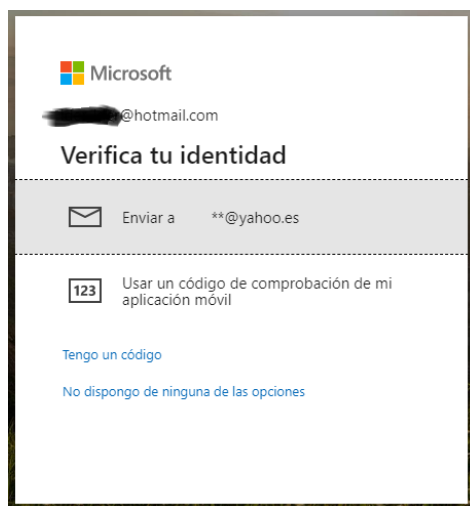 Microsoft
@hotmail.com
Verifica tu identidad
Enviar a **@yahoo.es
123 Usar un código de comprobación de mi
aplicación móvil
Tengo un código
No dispongo de ninguna de las opciones